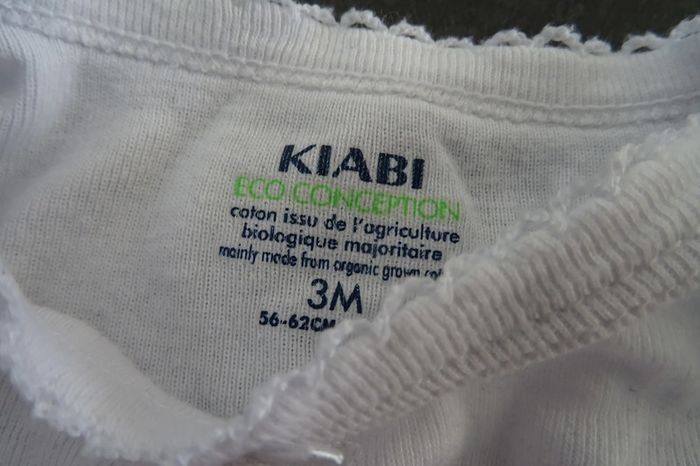 KIABI
ECO CONCEPTION
coton issu de l'agriculture
biologique majoritaire
mainly made from organic grown
3M
56-62CM